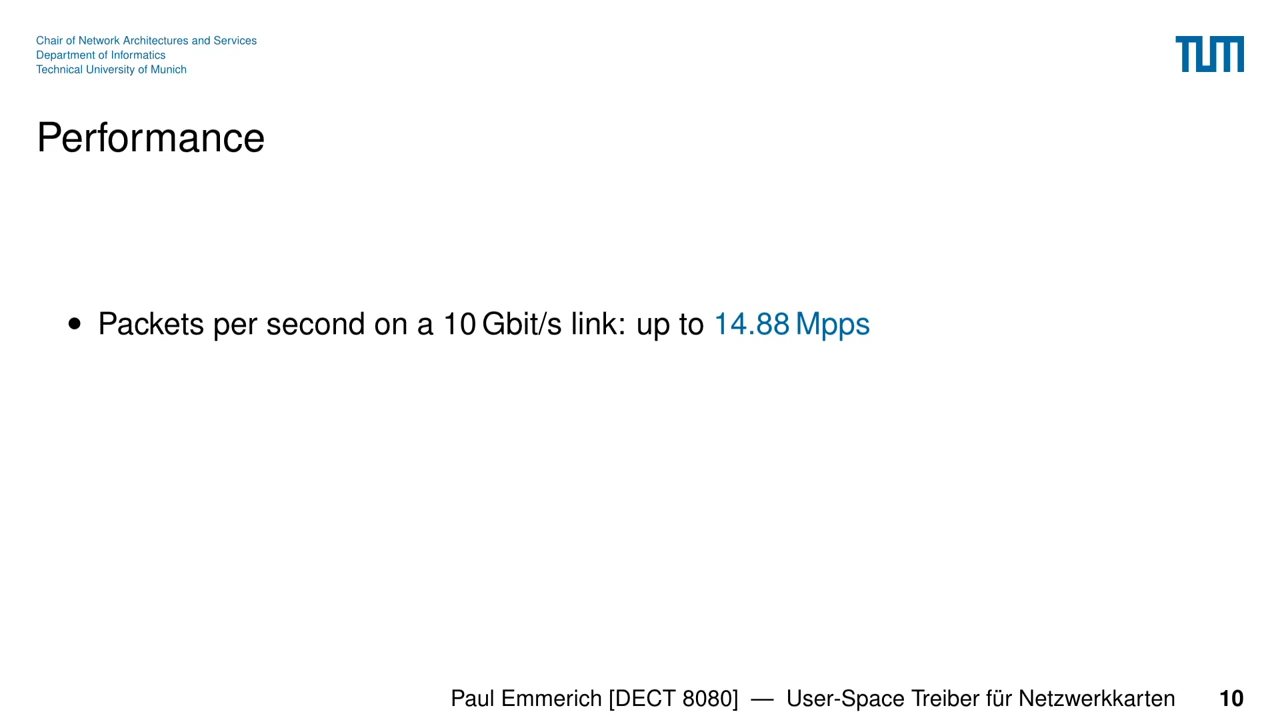 Chair of Network Architectures and Services
Department of Informatics
Technical University of Munich
TUM
Performance
• Packets per second on a 10 Gbit/s link: up to 14.88 Mpps
Paul Emmerich [DECT 8080] — User-Space Treiber für Netzwerkkarten 10